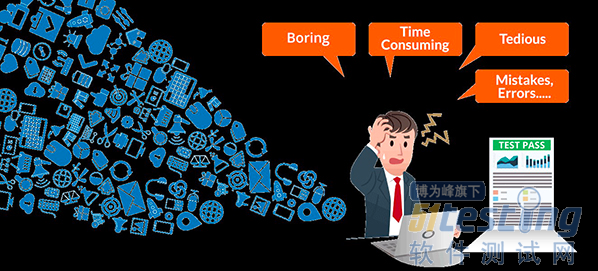 Boring
Time
Consuming
Tedious
Mistakes,
Errors.....
TEST PASS
博为峰旗下
51testing
软件测试网